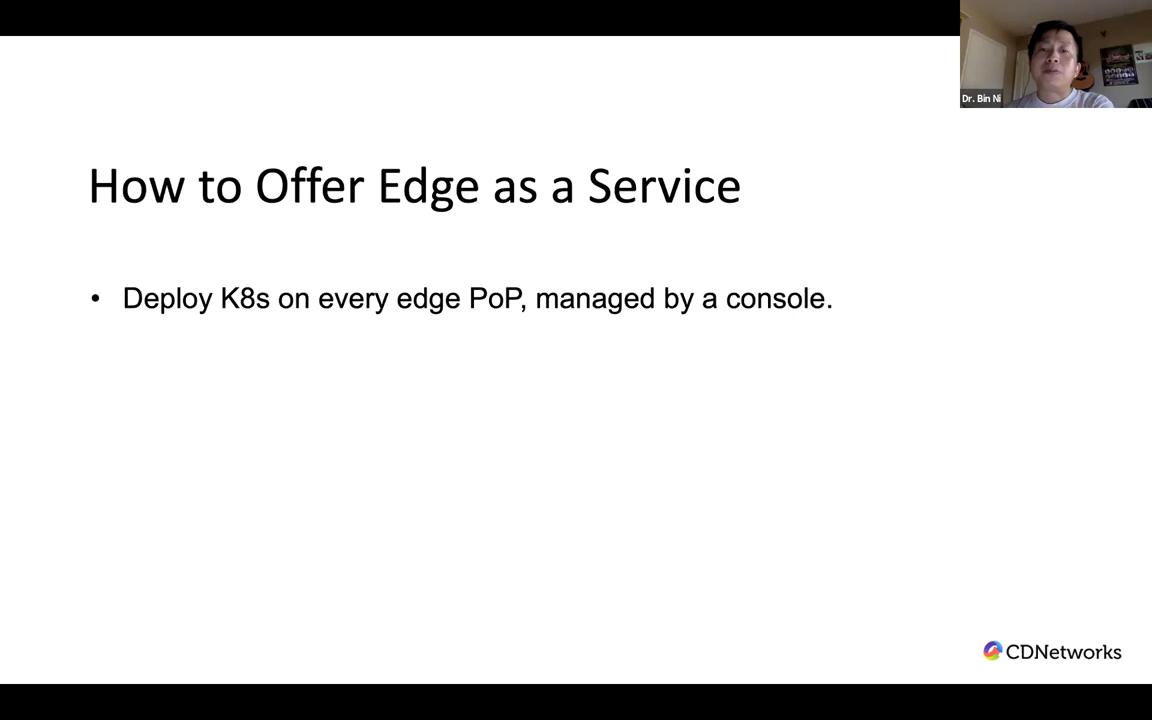 Dr. Bin Ni
How to Offer Edge as a Service
• Deploy K8s on every edge PoP, managed by a console.
CDNetworks